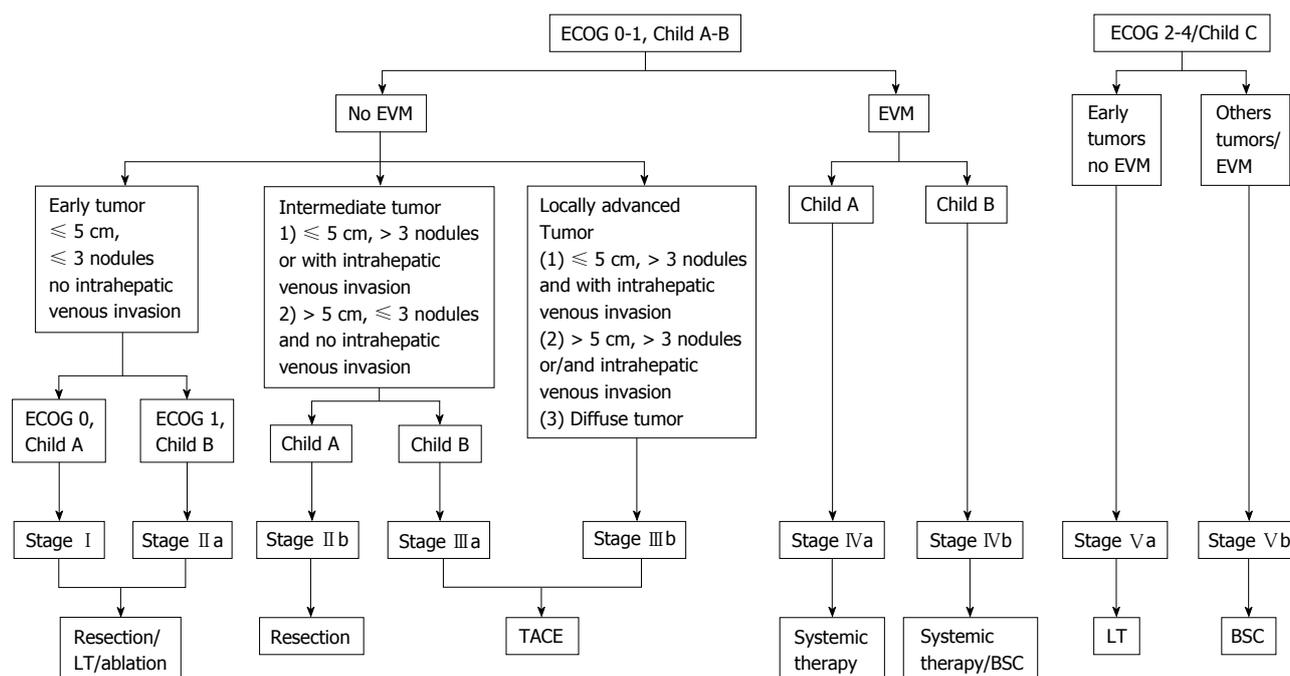 ECOG 0-1, Child A-B
ECOG 2-4/Child C
No EVM
EVM
Early
tumors
no EVM
Others
tumors/
EVM
Early tumor
≤ 5 cm,
≤ 3 nodules
no intrahepatic
venous invasion
Intermediate tumor
1) ≤ 5 cm, > 3 nodules
or with intrahepatic
venous invasion
2) > 5 cm, ≤ 3 nodules
and no intrahepatic
venous invasion
Locally advanced
Tumor
(1) ≤ 5 cm, > 3 nodules
and with intrahepatic
venous invasion
(2) > 5 cm, > 3 nodules
or/and intrahepatic
venous invasion
(3) Diffuse tumor
Child A
Child B
ECOG 0,
Child A
ECOG 1,
Child B
Child A
Child B
Stage Ⅰ
Stage Ⅱa
Stage Ⅱb
Stage Ⅲa
Stage Ⅲb
Stage Ⅳa
Stage Ⅳb
Stage Ⅴa
Stage Ⅴb
Resection/
LT/ablation
Resection
TACE
Systemic
therapy
Systemic
therapy/BSC
LT
BSC